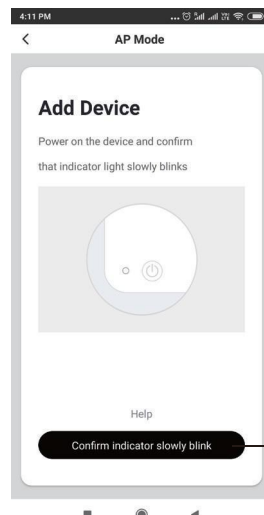 4:11 PM
AP Mode
Add Device
Power on the device and confirm
that indicator light slowly blinks
Help
Confirm indicator slowly blink